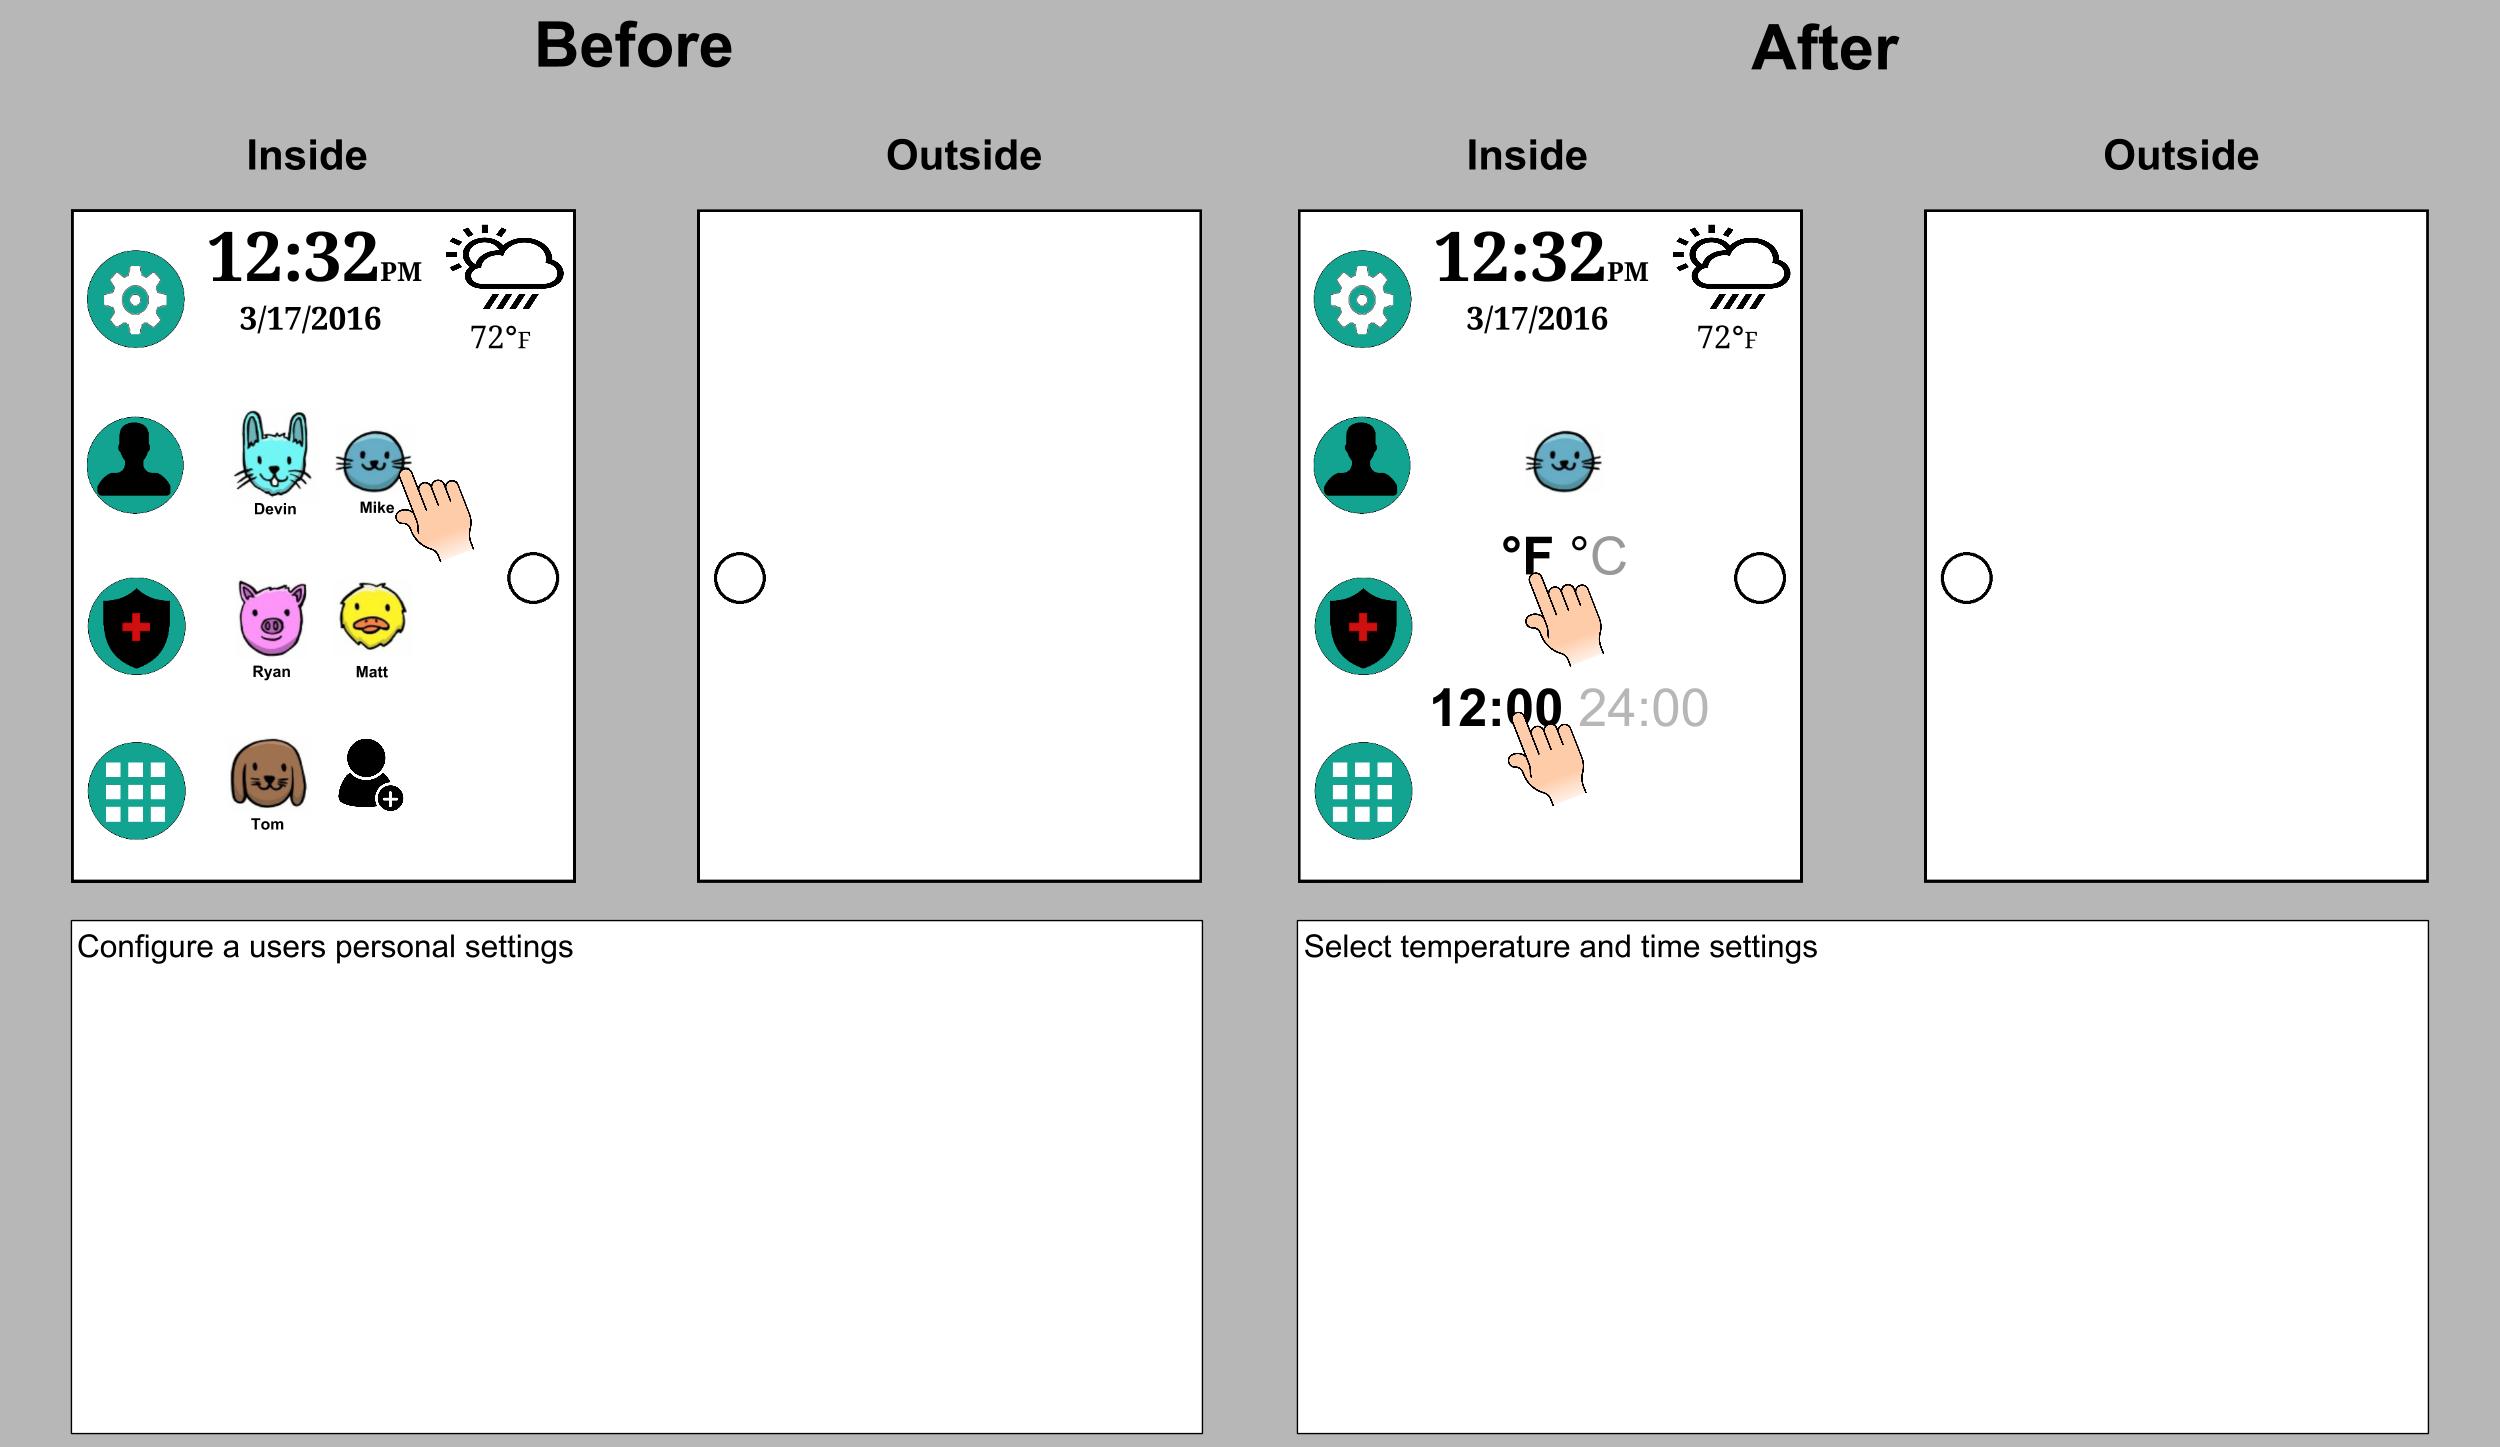 Before
After
Inside
Outside
Inside
Outside
12:32PM
3/17/2016
72°F
Devin
Mike
Ryan
Matt
Tom
12:32PM
3/17/2016
72°F
°F °C
12:00 24:00
Configure a users personal settings
Select temperature and time settings